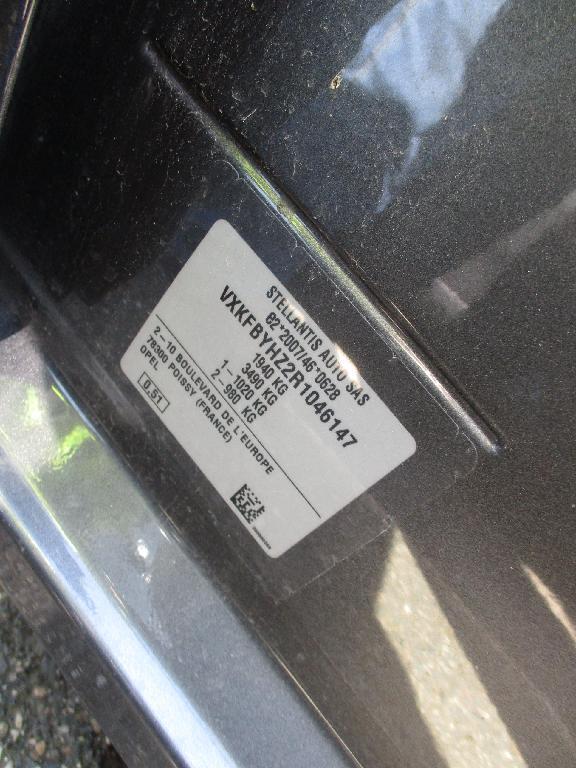 STELLANTIS AUTO SAS
e2*2007/46*0628
VXKFBYHZ2R1046147
1940 KG
3490 KG
1- 1020 KG
2- 980 KG
2-10 BOULEVARD DE L'EUROPE
78300 POISSY (FRANCE)
OPEL
0.51